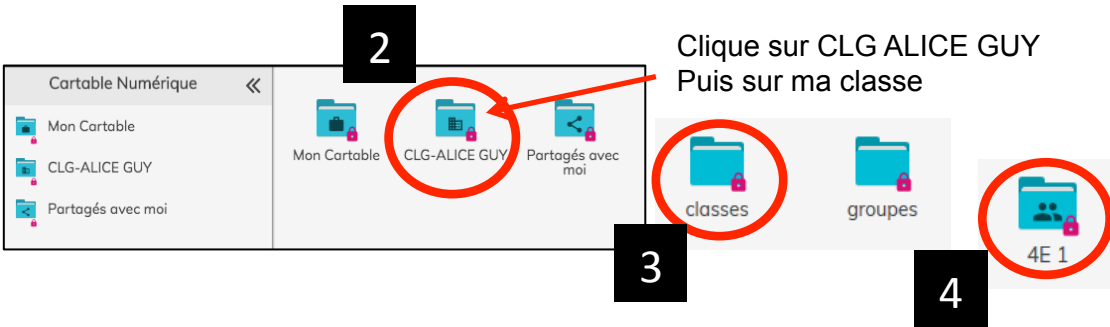 2
Clique sur CLG ALICE GUY
Puis sur ma classe
Cartable Numérique
Mon Cartable
CLG-ALICE GUY
Partagés avec moi
Mon Cartable
CLG-ALICE GUY
Partagés avec
moi
classes
groupes
3
4E 1
4